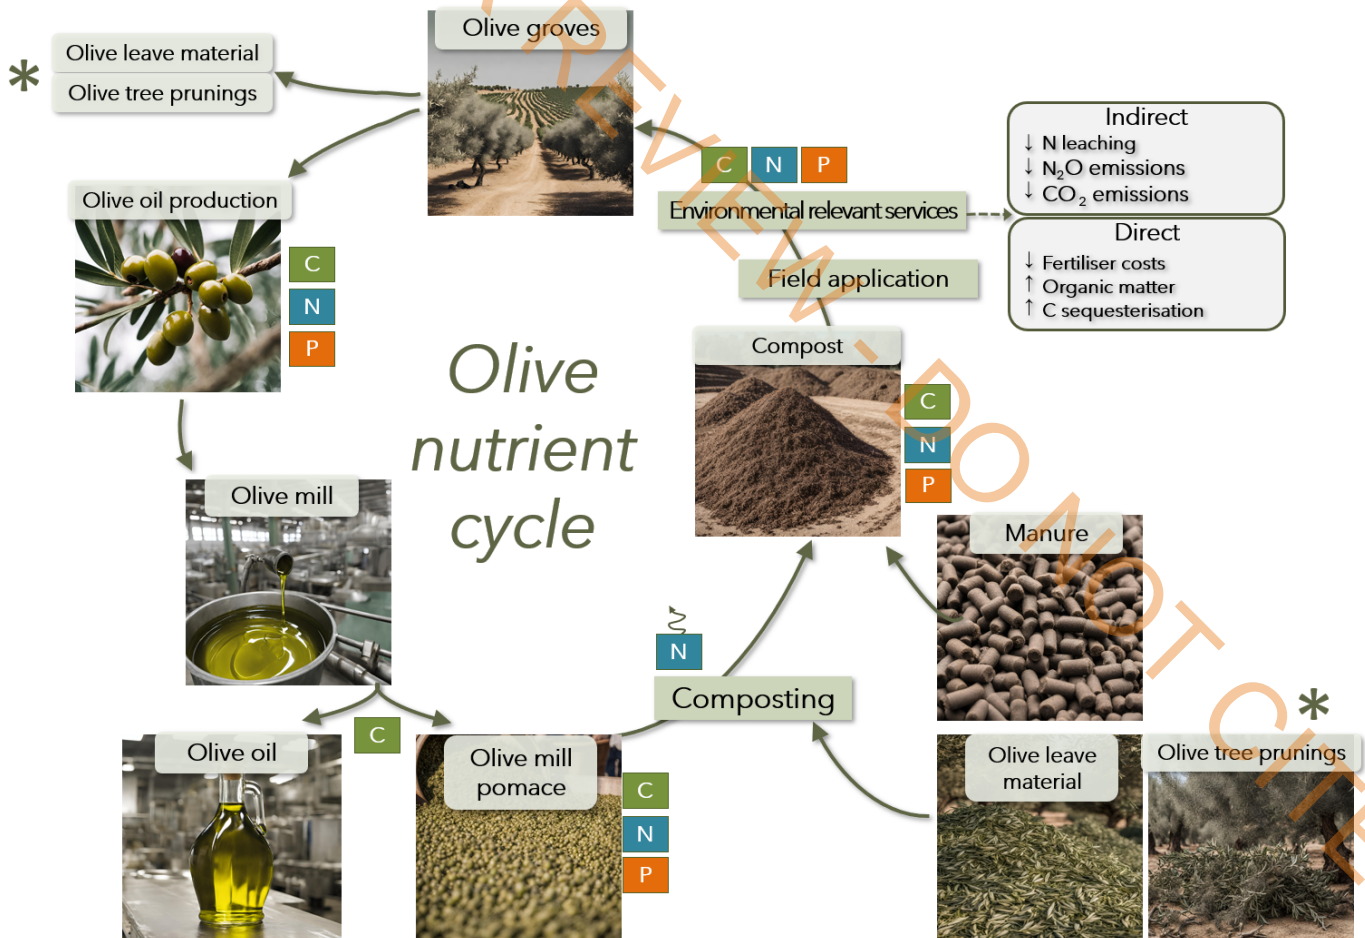 Olive groves
*
Olive leave material
Olive tree prunings
Olive oil production
C
N
P
Olive mill
Olive oil
C
Olive mill
pomace
C
N
P
Olive
nutrient
cycle
N
Composting
Compost
C
N
P
Manure
*
Olive leave
material
Olive tree prunings
Field application
Environmental relevant services
C
N
P
Indirect
↓ N leaching
↓ N₂O emissions
↓ CO₂ emissions
Direct
↓ Fertiliser costs
↑ Organic matter
↑ C sequesterisation
REVIEW - DO NOT CITE